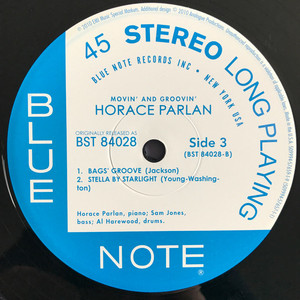 45 STEREO LONG PLAYING
BLUE NOTE RECORDS INC • NEW YORK USA
MOVIN' AND GROOVIN'
HORACE PARLAN
ORIGINALLY RELEASED AS
BST 84028
Side 3
(BST 84028-B)
1. BAGS' GROOVE (Jackson)
2. STELLA BY STARLIGHT (Young-Washing-
ton)
Horace Parlan, piano; Sam Jones,
bass; Al Harewood, drums.
BLUE
NOTE®